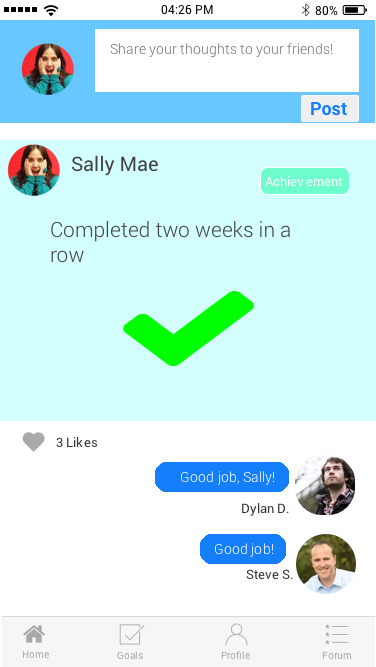 04:26 PM
80%
Share your thoughts to your friends!
Post
Sally Mae
Achiev ement
Completed two weeks in a
row
3 Likes
Good job, Sally!
Dylan D.
Good job!
Steve S.
Home
Goals
Profile
Forum